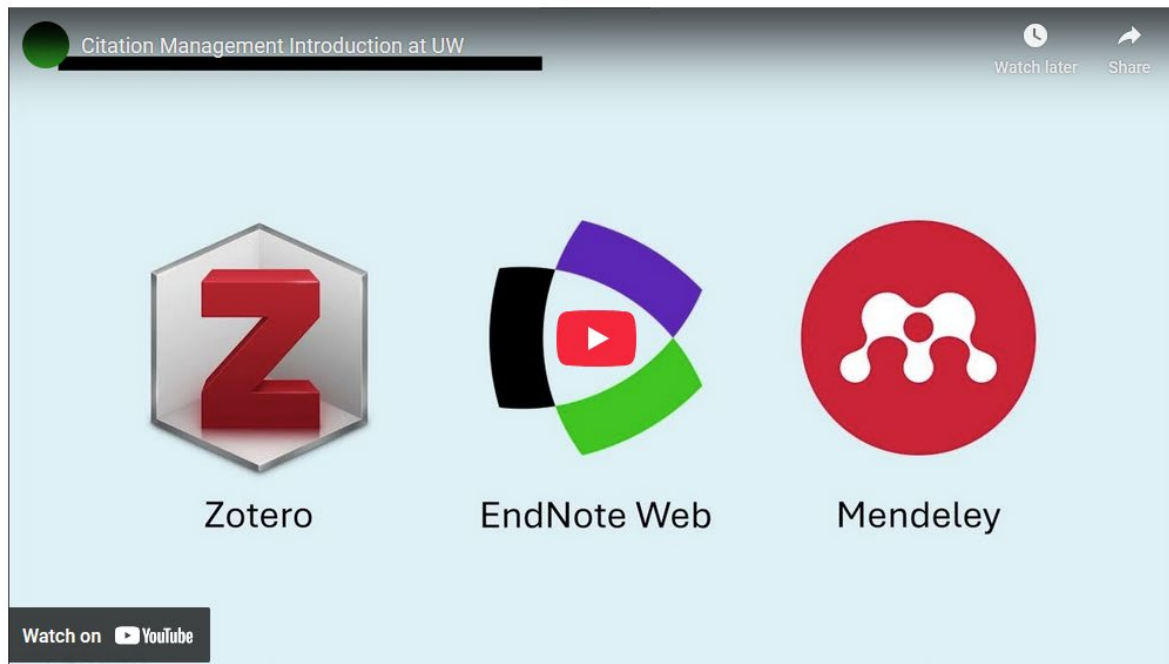 Citation Management Introduction at UW
Watch later
Share
Z
Zotero
EndNote Web
Mendeley
Watch on YouTube